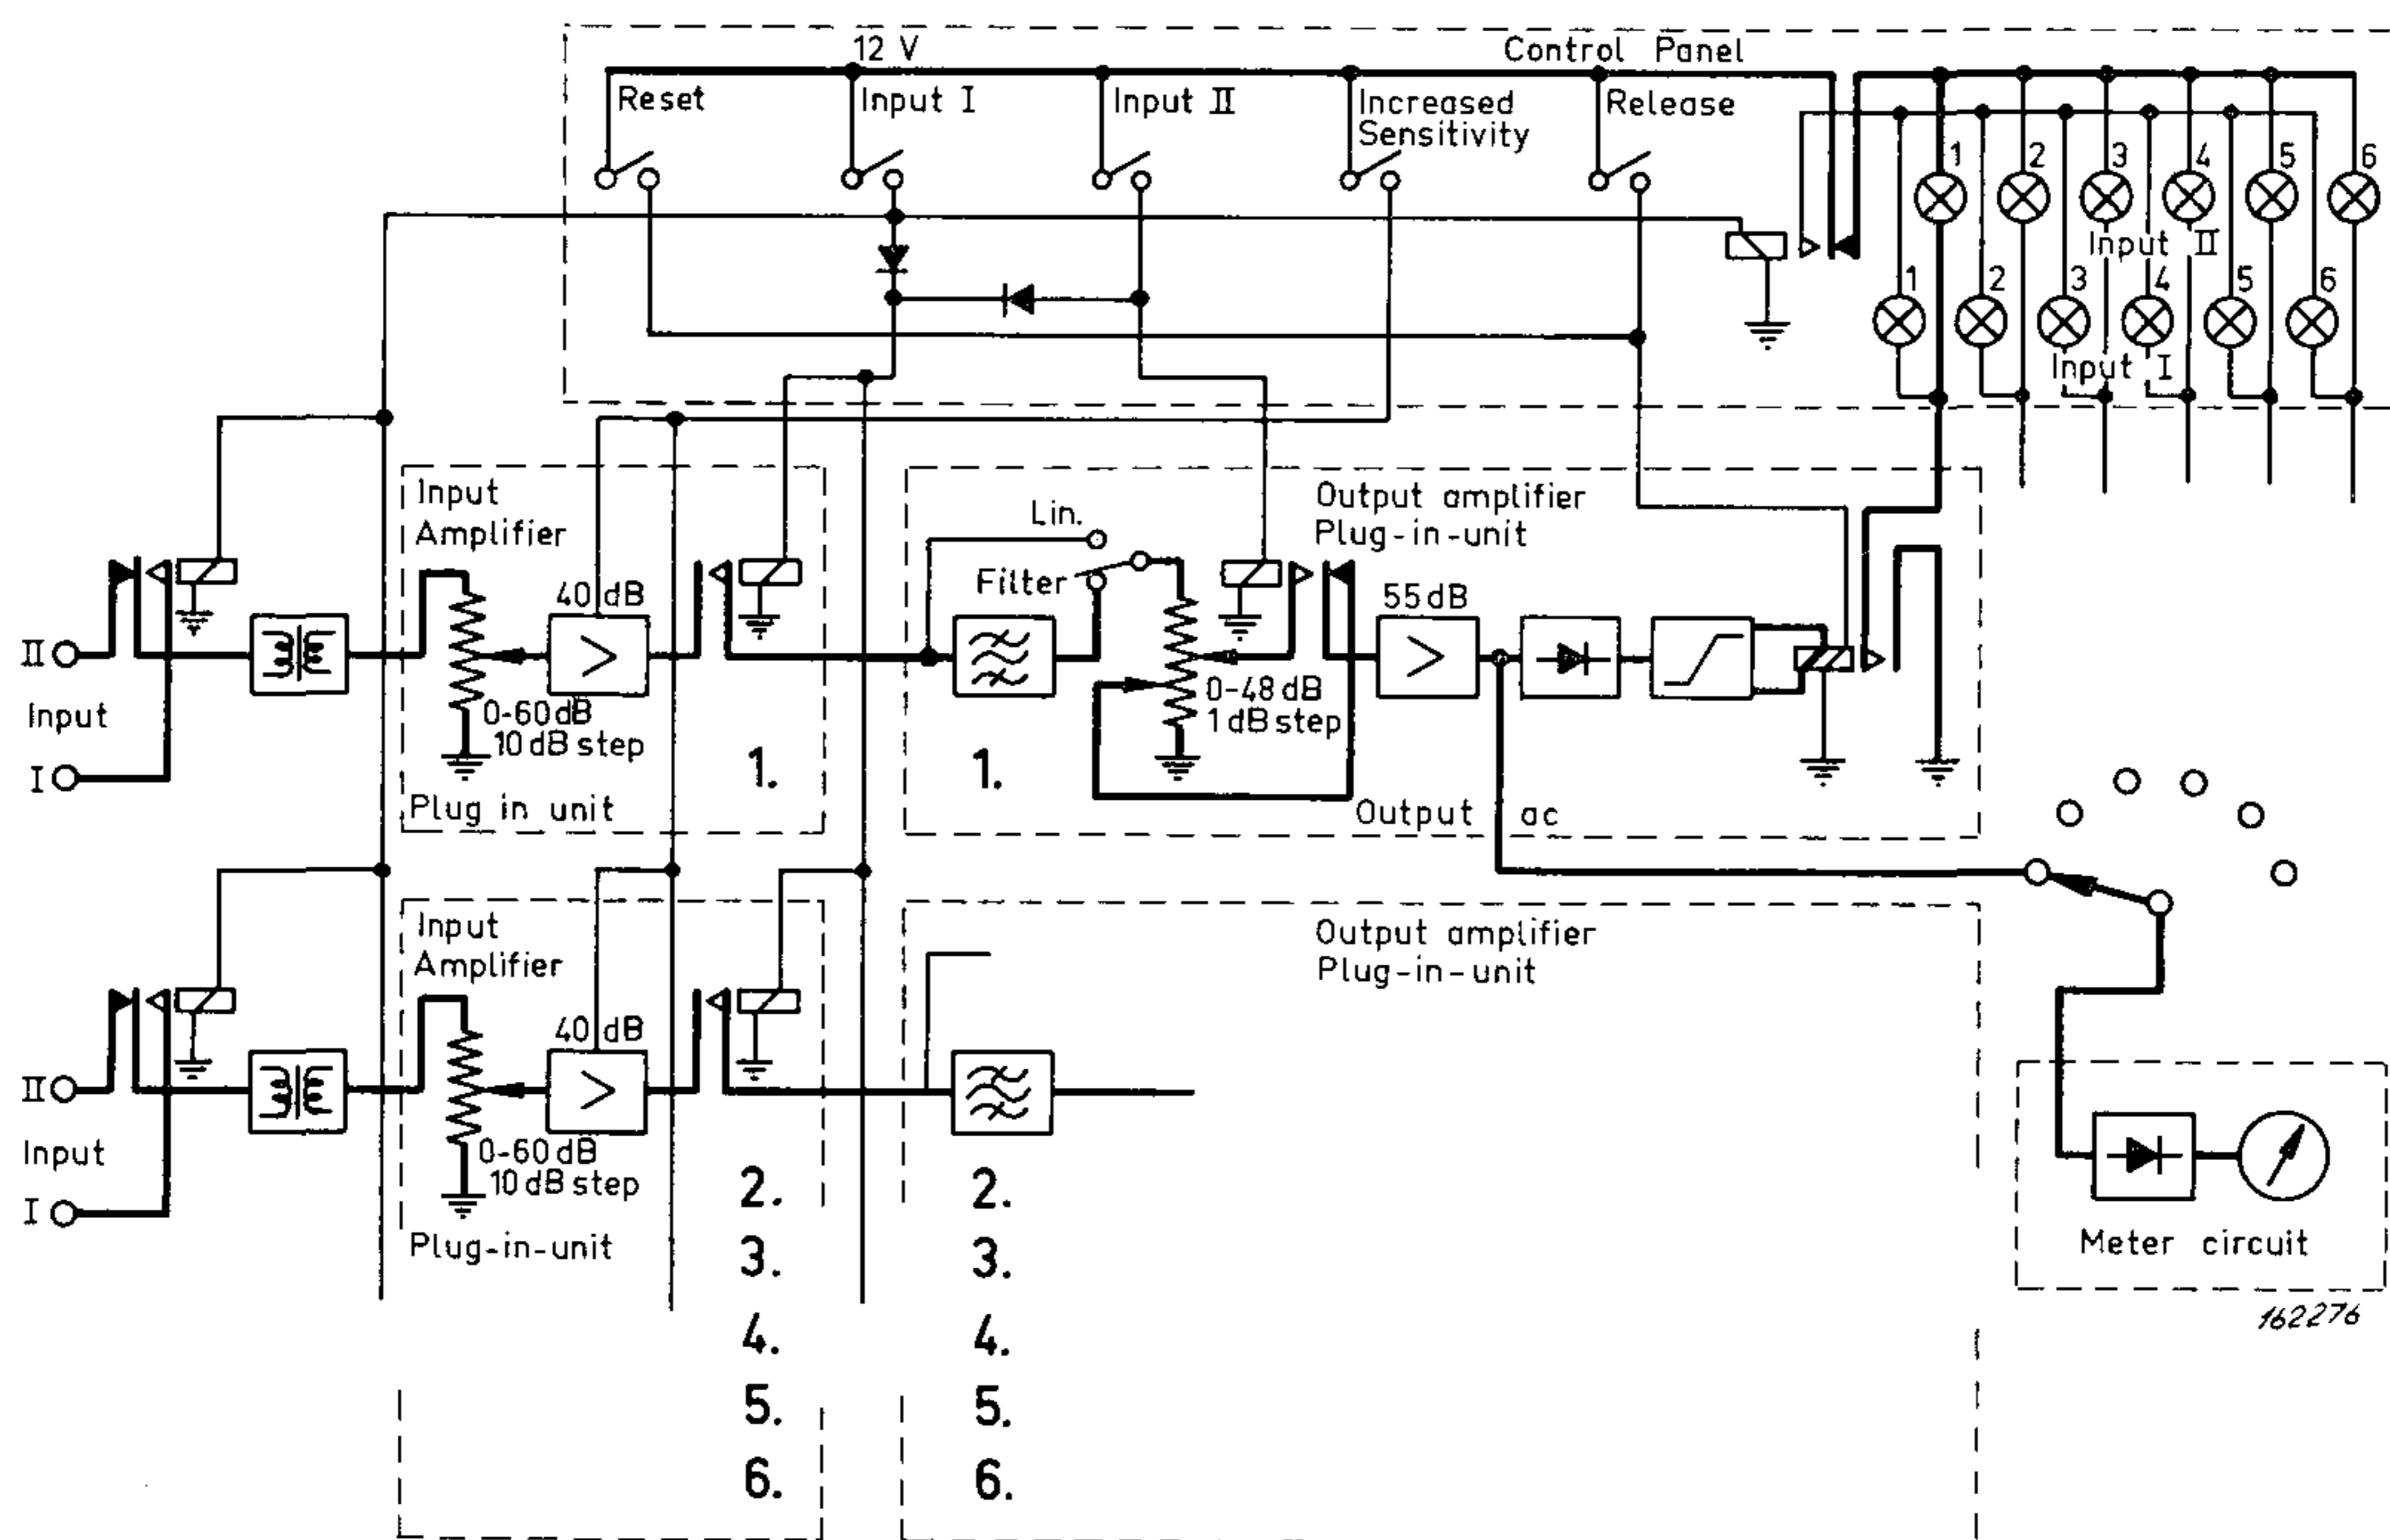 12 V
Control Panel
Reset
Input I
Input II
Increased
Sensitivity
Release
1 2 3 4 5 6
Input II
1 2 3 4 5 6
Input I
Input
Amplifier
40 dB
II
Input
I
0-60 dB
10 dB step
1.
Plug in unit
Lin.
Filter
Output amplifier
Plug-in-unit
55 dB
0-48 dB
1 dB step
1.
Output ac
Input
Amplifier
40 dB
II
Input
I
0-60 dB
10 dB step
Plug-in-unit
2.
3.
4.
5.
6.
Output amplifier
Plug-in-unit
2.
3.
4.
5.
6.
Meter circuit
162276